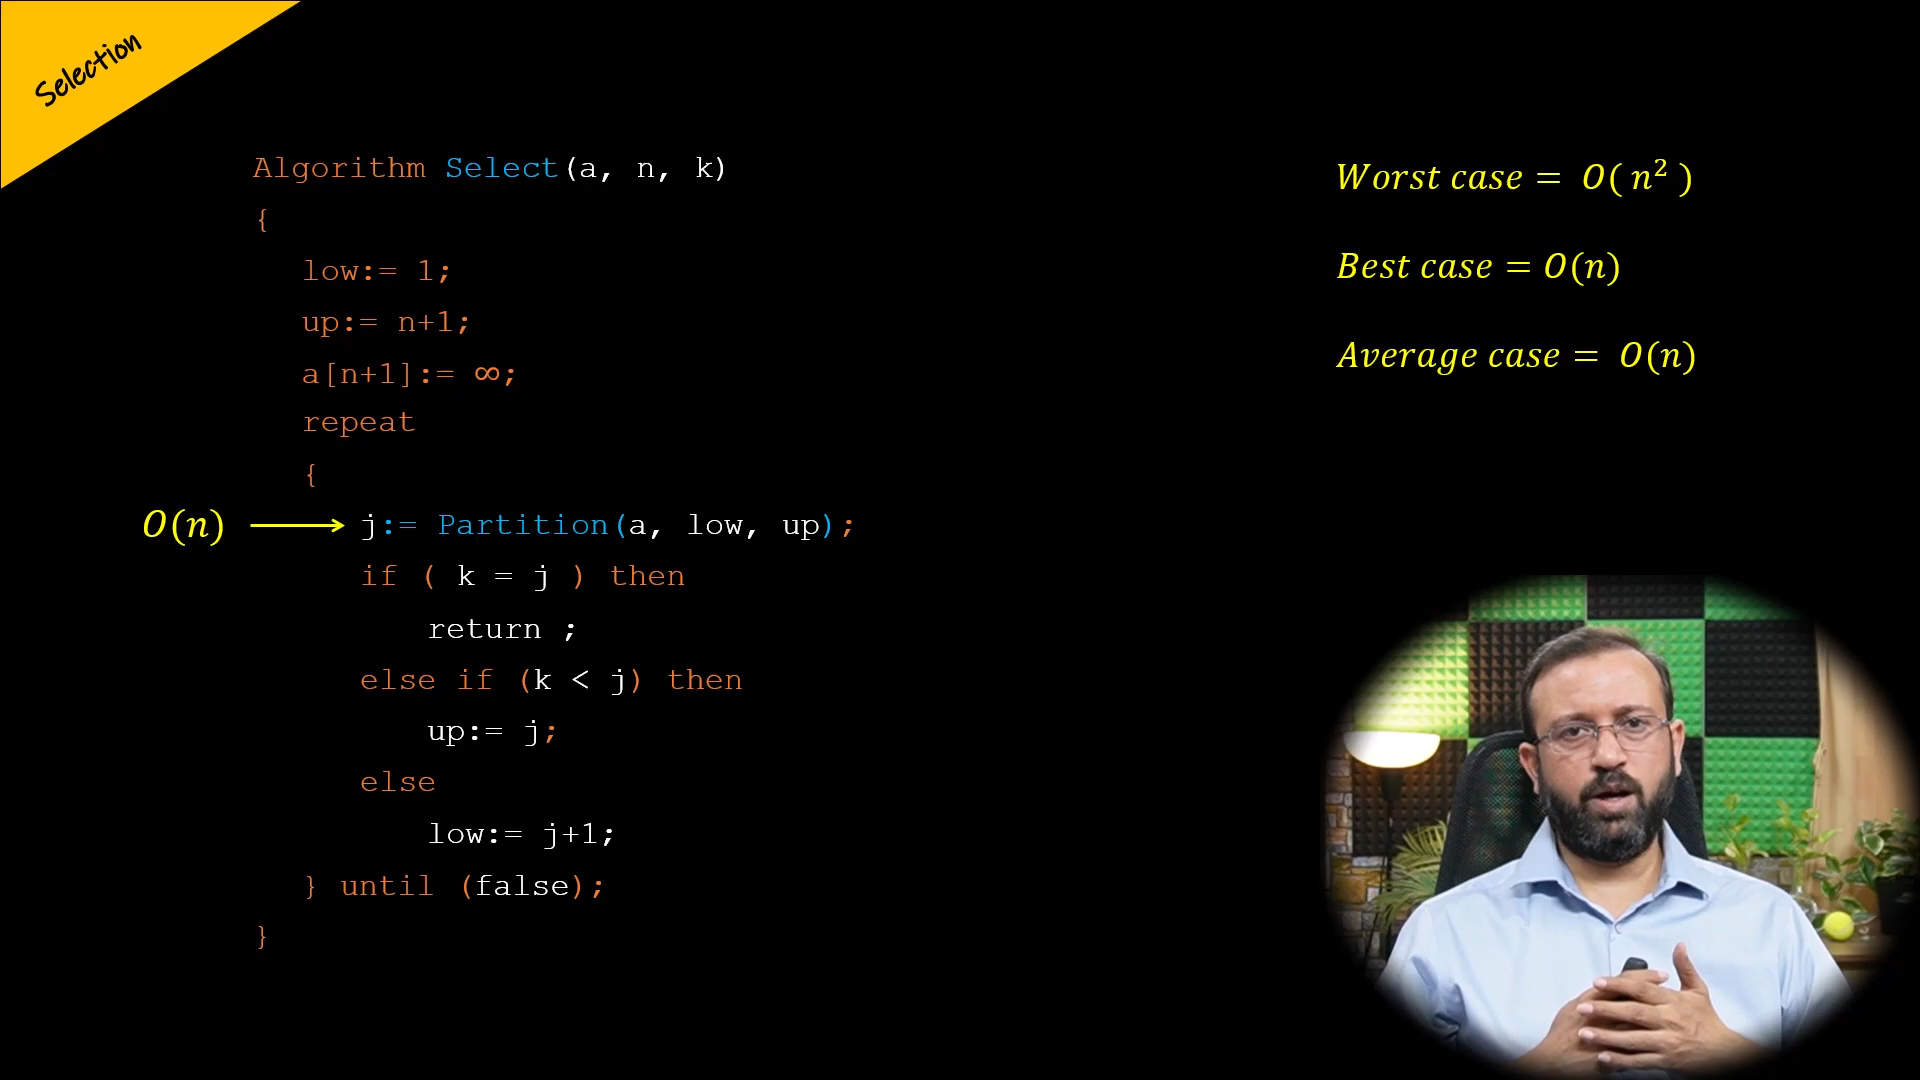 Selection
Algorithm Select(a, n, k)
{
low:= 1;
up:= n+1;
a[n+1]:= ∞;
repeat
{
O(n) → j:= Partition(a, low, up);
if ( k = j ) then
return ;
else if (k < j) then
up:= j;
else
low:= j+1;
} until (false);
}
Worst case = O( n² )
Best case = O(n)
Average case = O(n)